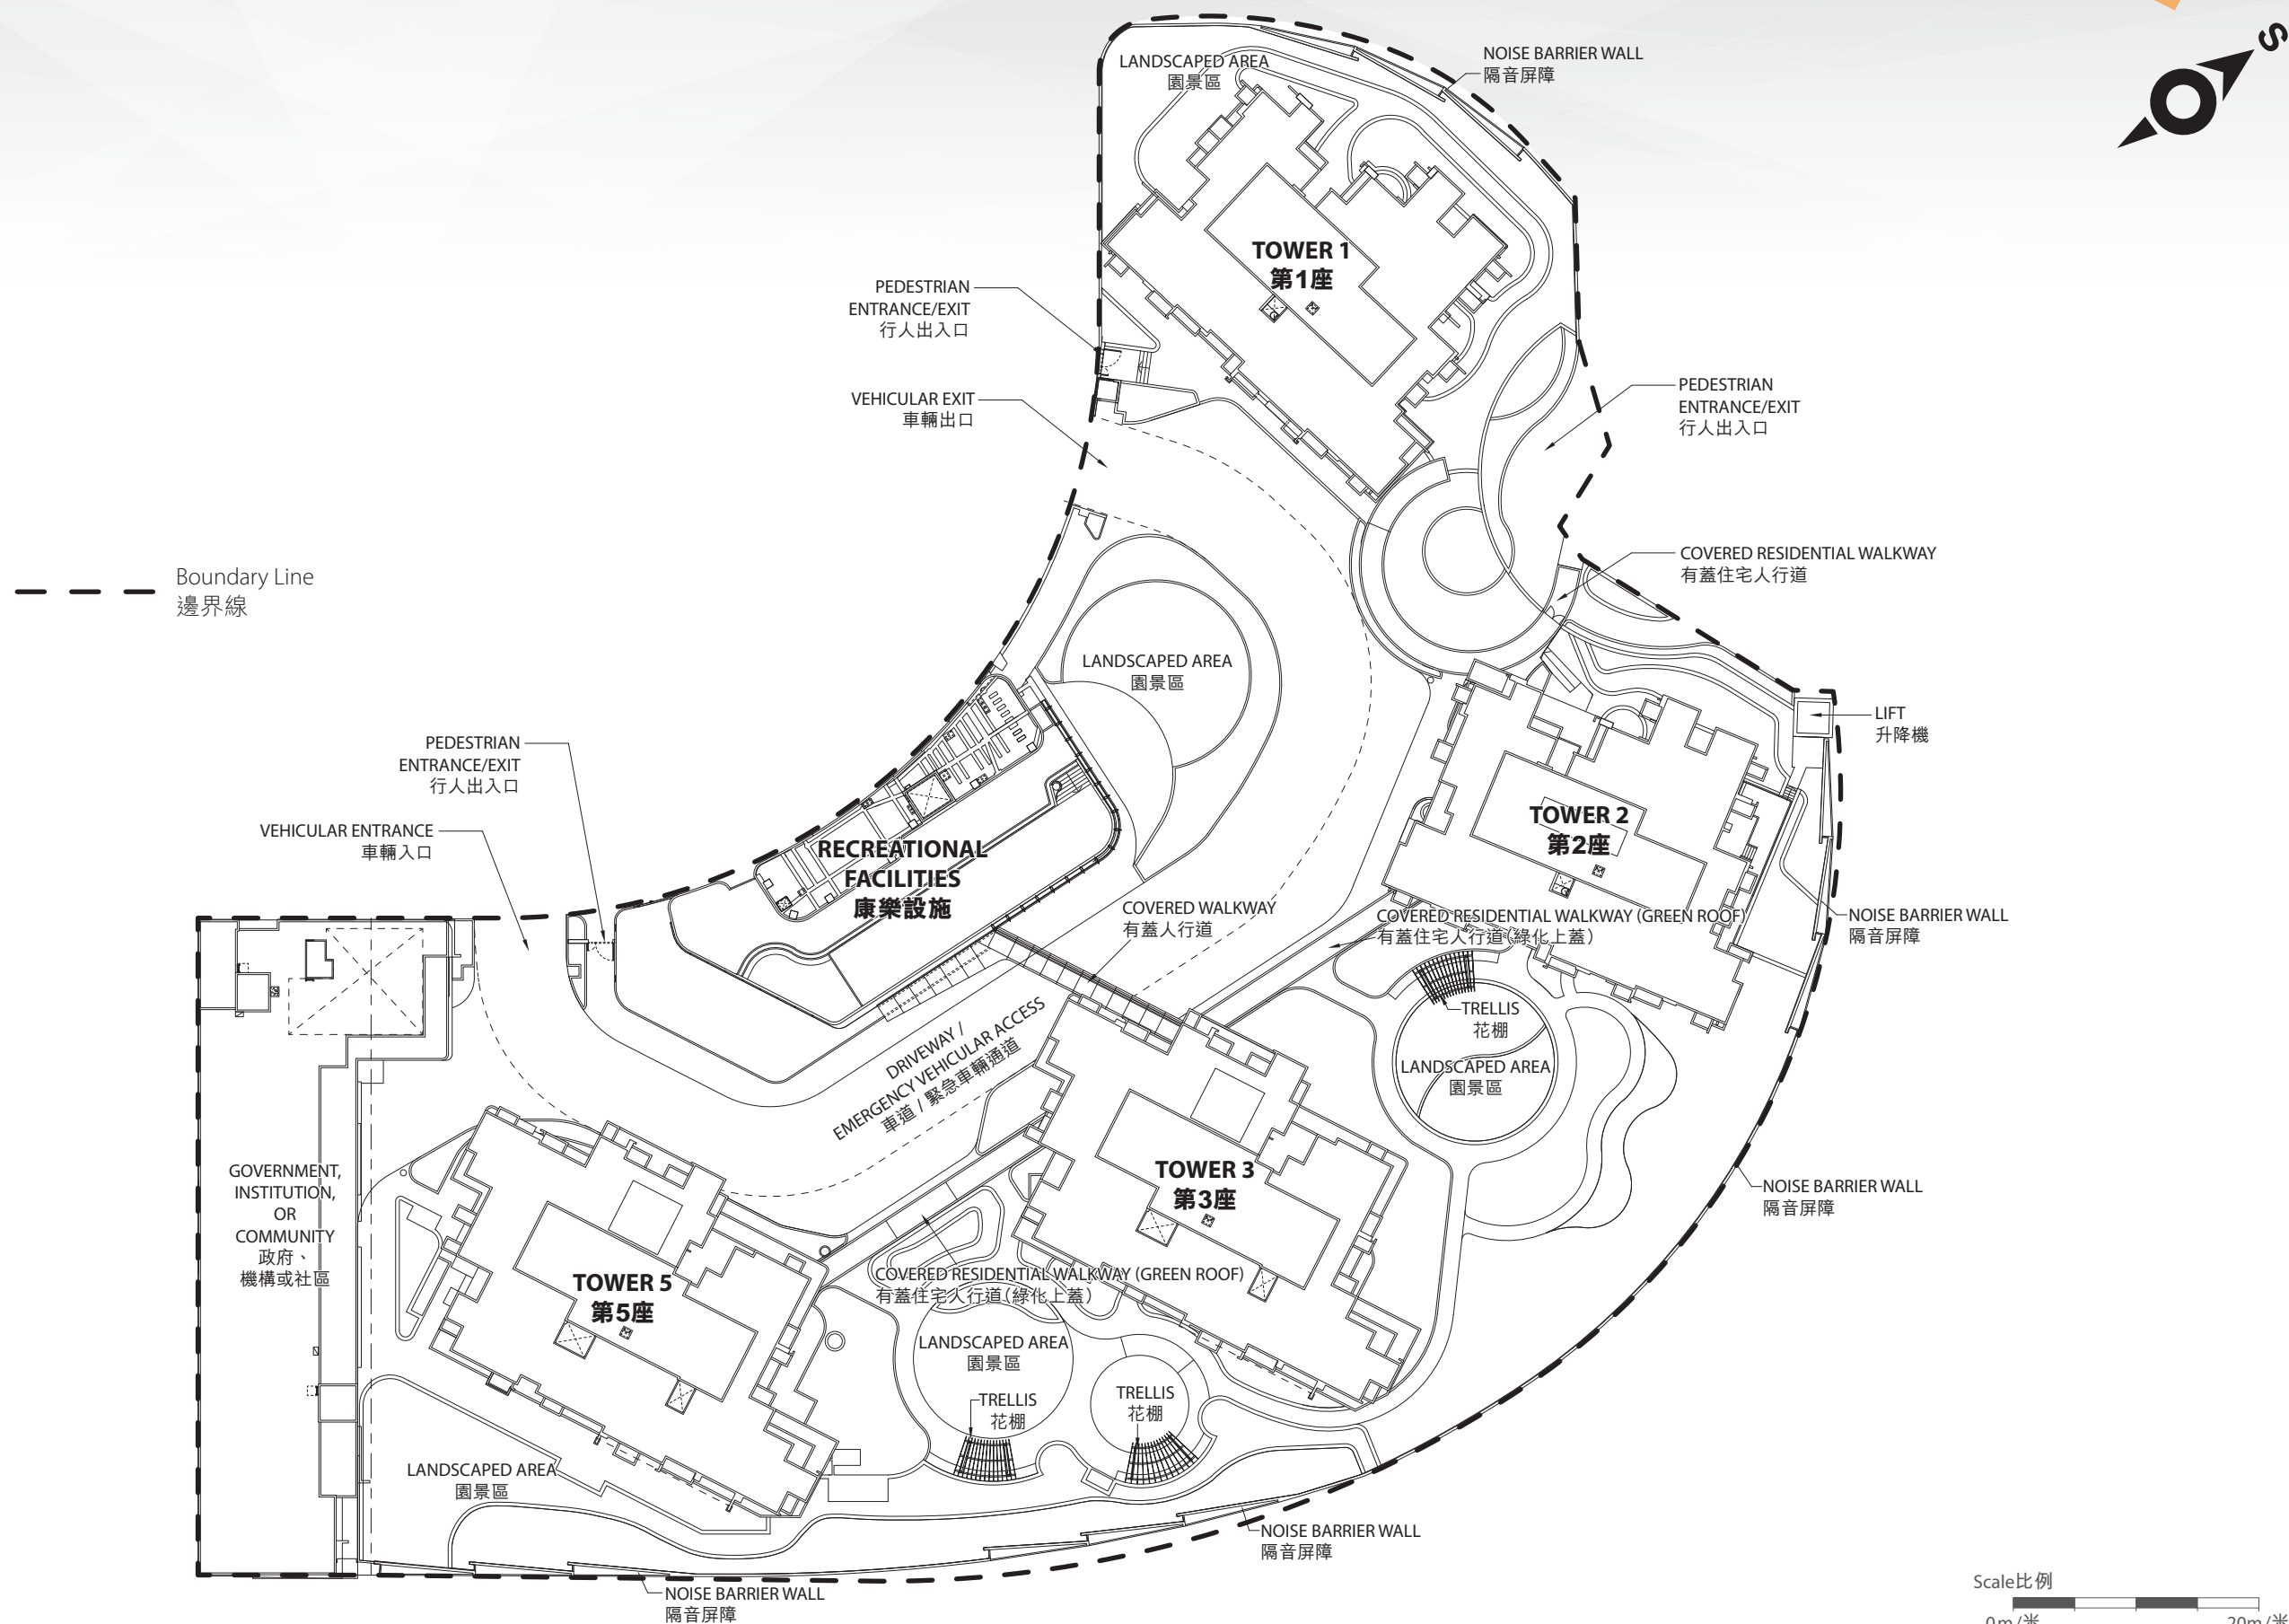 S
LANDSCAPED AREA
園景區
NOISE BARRIER WALL
隔音屏障
TOWER 1
第1座
PEDESTRIAN
ENTRANCE/EXIT
行人出入口
VEHICULAR EXIT
車輛出口
PEDESTRIAN
ENTRANCE/EXIT
行人出入口
COVERED RESIDENTIAL WALKWAY
有蓋住宅人行道
Boundary Line
邊界線
LANDSCAPED AREA
園景區
LIFT
升降機
PEDESTRIAN
ENTRANCE/EXIT
行人出入口
VEHICULAR ENTRANCE
車輛入口
RECREATIONAL
FACILITIES
康樂設施
TOWER 2
第2座
COVERED WALKWAY
有蓋人行道
COVERED RESIDENTIAL WALKWAY (GREEN ROOF)
有蓋住宅人行道(綠化上蓋)
NOISE BARRIER WALL
隔音屏障
TRELLIS
花棚
LANDSCAPED AREA
園景區
DRIVEWAY /
EMERGENCY VEHICULAR ACCESS
車道 / 緊急車輛通道
GOVERNMENT,
INSTITUTION,
OR
COMMUNITY
政府、
機構或社區
TOWER 3
第3座
NOISE BARRIER WALL
隔音屏障
TOWER 5
第5座
COVERED RESIDENTIAL WALKWAY (GREEN ROOF)
有蓋住宅人行道(綠化上蓋)
LANDSCAPED AREA
園景區
TRELLIS
花棚
TRELLIS
花棚
LANDSCAPED AREA
園景區
NOISE BARRIER WALL
隔音屏障
NOISE BARRIER WALL
隔音屏障
Scale比例
0m/米 20m/米